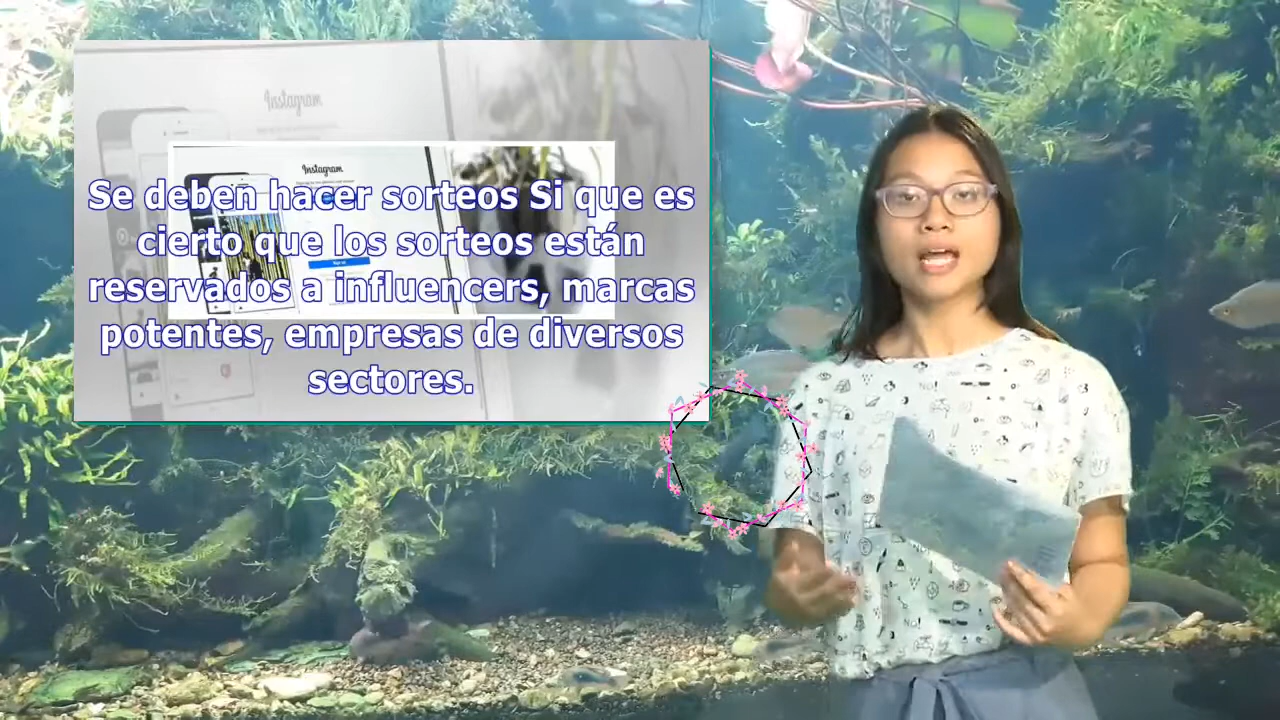 Instagram
Instagram
Se deben hacer sorteos Si que es
cierto que los sorteos están
reservados a influencers, marcas
potentes, empresas de diversos
sectores.
No!